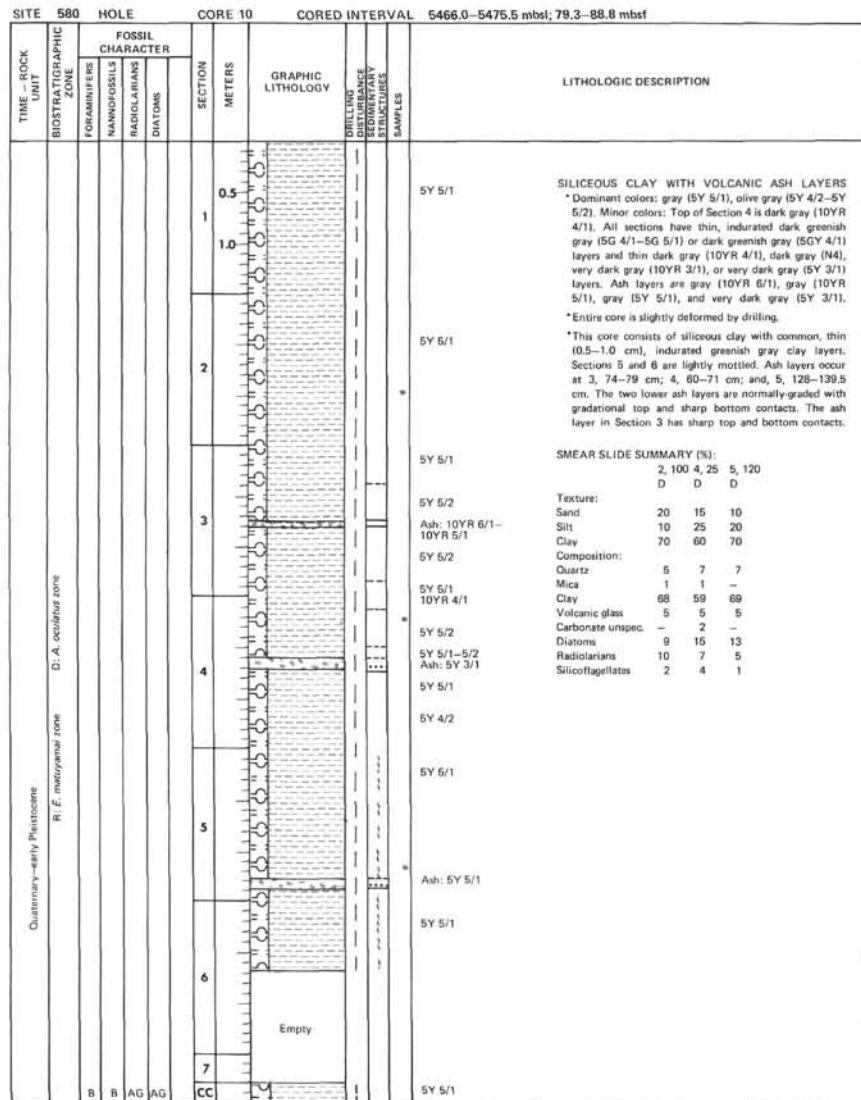 SITE 580 HOLE CORE 10 CORED INTERVAL 5466.0–5475.5 mbsl; 79.3–88.8 mbsf
TIME – ROCK UNIT
BIOSTRATIGRAPHIC ZONE
FOSSIL CHARACTER
FORAMINIFERS
NANNOFOSSILS
RADIOLARIANS
DIATOMS
SECTION
METERS
GRAPHIC LITHOLOGY
DRILLING DISTURBANCE
SEDIMENTARY STRUCTURES
SAMPLES
LITHOLOGIC DESCRIPTION
Quaternary–early Pleistocene
R: E. matuyamai zone
D: A. oculatus zone
B B AG AG
1
0.5
1.0
2
3
4
5
6
7
CC
Empty
5Y 5/1
5Y 5/1
*
5Y 5/1
5Y 5/2
Ash: 10YR 6/1–
10YR 5/1
5Y 5/2
5Y 5/1
10YR 4/1
*
5Y 5/2
5Y 5/1–5/2
Ash: 5Y 3/1
5Y 5/1
5Y 4/2
5Y 5/1
*
Ash: 5Y 5/1
5Y 5/1
5Y 5/1
SILICEOUS CLAY WITH VOLCANIC ASH LAYERS
* Dominant colors: gray (5Y 5/1), olive gray (5Y 4/2–5Y
5/2). Minor colors: Top of Section 4 is dark gray (10YR
4/1). All sections have thin, indurated dark greenish
gray (5G 4/1–5G 5/1) or dark greenish gray (5GY 4/1)
layers and thin dark gray (10YR 4/1), dark gray (N4),
very dark gray (10YR 3/1), or very dark gray (5Y 3/1)
layers. Ash layers are gray (10YR 6/1), gray (10YR
5/1), gray (5Y 5/1), and very dark gray (5Y 3/1).
* Entire core is slightly deformed by drilling.
* This core consists of siliceous clay with common, thin
(0.5–1.0 cm), indurated greenish gray clay layers.
Sections 5 and 6 are lightly mottled. Ash layers occur
at 3, 74–79 cm; 4, 60–71 cm; and, 5, 128–139.5
cm. The two lower ash layers are normally-graded with
gradational top and sharp bottom contacts. The ash
layer in Section 3 has sharp top and bottom contacts.
SMEAR SLIDE SUMMARY (%):
2, 100 4, 25 5, 120
D D D
Texture:
Sand 20 15 10
Silt 10 25 20
Clay 70 60 70
Composition:
Quartz 5 7 7
Mica 1 1 –
Clay 68 59 69
Volcanic glass 5 5 5
Carbonate unspec. – 2 –
Diatoms 9 15 13
Radiolarians 10 7 5
Silicoflagellates 2 4 1